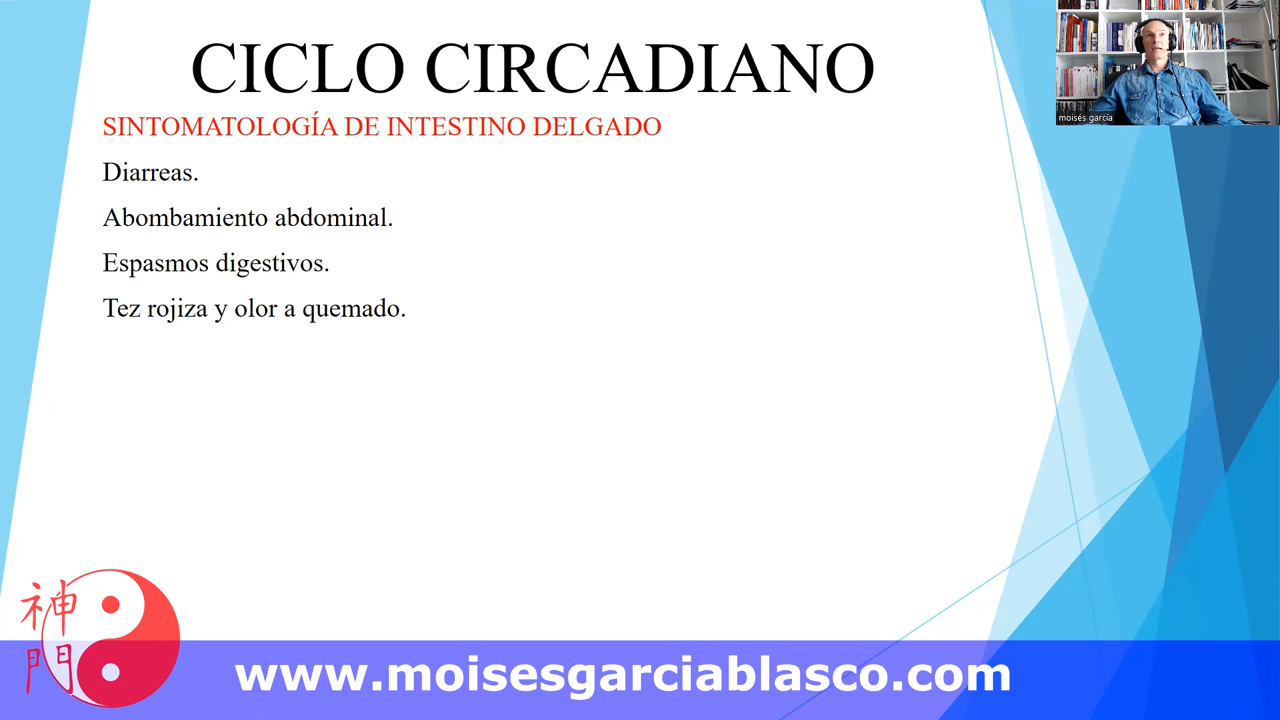 CICLO CIRCADIANO
SINTOMATOLOGÍA DE INTESTINO DELGADO
Diarreas.
Abombamiento abdominal.
Espasmos digestivos.
Tez rojiza y olor a quemado.
moisés garcía
神門
www.moisesgarciablasco.com